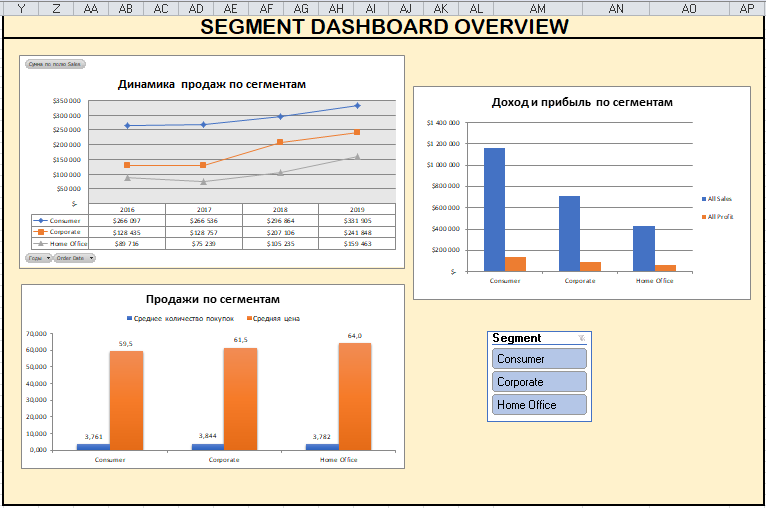 Y Z AA AB AC AD AE AF AG AH AI AJ AK AL AM AN AO AP
SEGMENT DASHBOARD OVERVIEW
Сумма по полю Sales
Динамика продаж по сегментам
$350 000
$300 000
$250 000
$200 000
$150 000
$100 000
$50 000
$-
2016 2017 2018 2019
Consumer $266 097 $266 536 $296 864 $331 905
Corporate $128 435 $128 757 $207 106 $241 848
Home Office $89 716 $75 239 $105 235 $159 463
Годы Order Date
Доход и прибыль по сегментам
$1 400 000
$1 200 000
$1 000 000
$800 000
$600 000
$400 000
$200 000
$-
Consumer Corporate Home Office
All Sales
All Profit
Продажи по сегментам
Среднее количество покупок Средняя цена
70,000
60,000
50,000
40,000
30,000
20,000
10,000
0,000
59,5 61,5 64,0
3,761 3,844 3,782
Consumer Corporate Home Office
Segment
Consumer
Corporate
Home Office